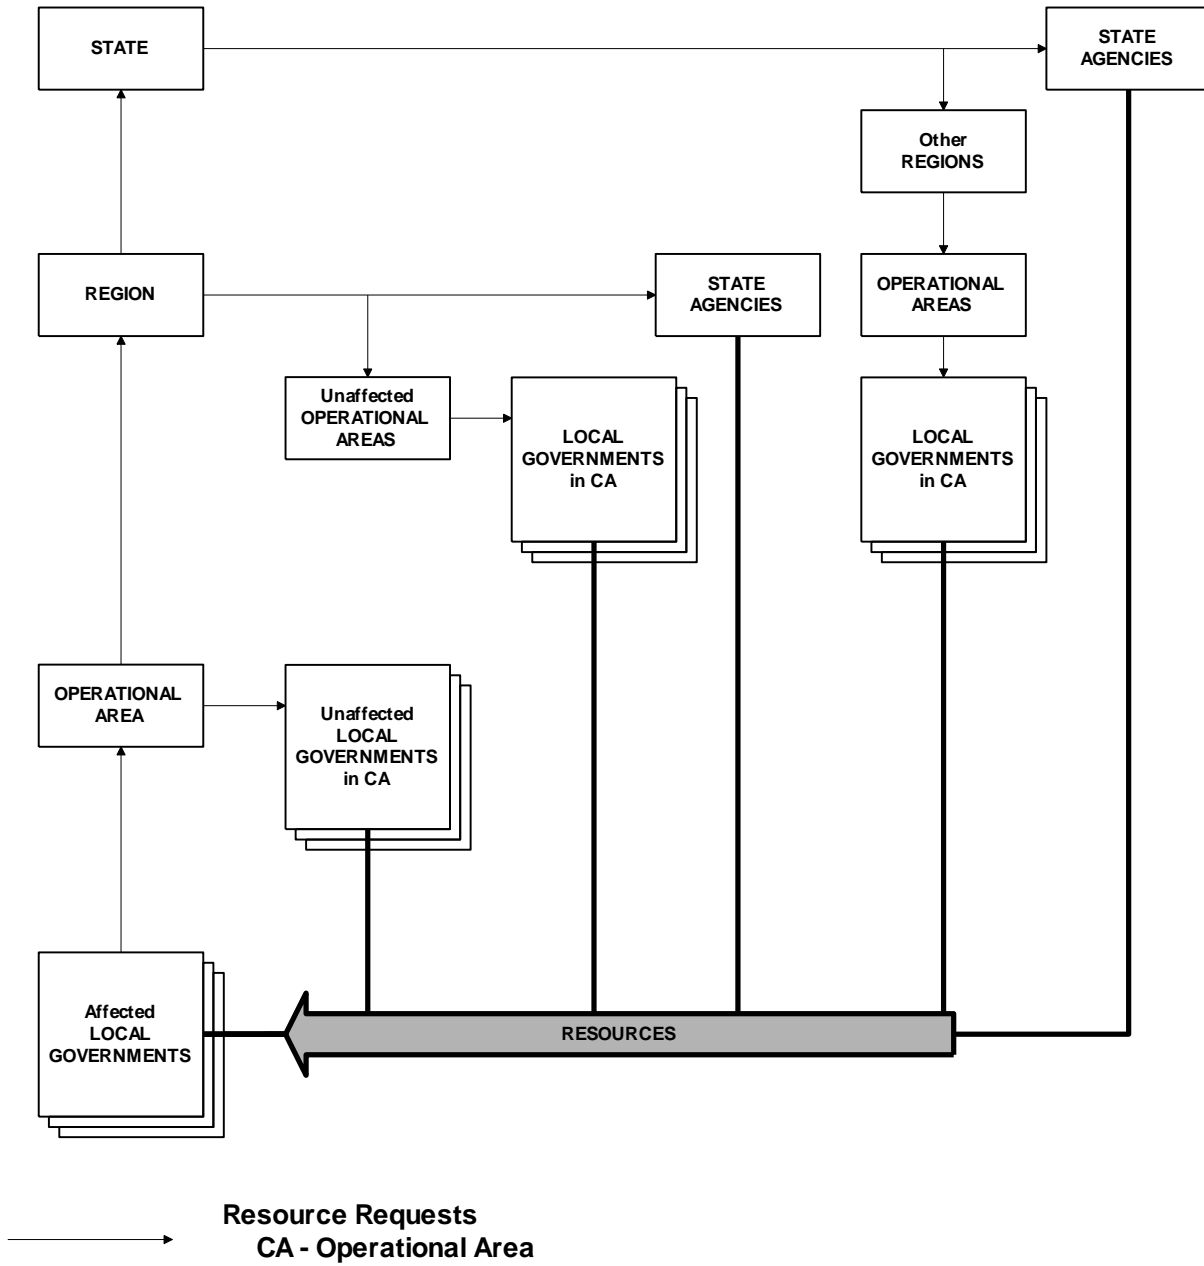 STATE
STATE
AGENCIES
Other
REGIONS
REGION
STATE
AGENCIES
OPERATIONAL
AREAS
Unaffected
OPERATIONAL
AREAS
LOCAL
GOVERNMENTS
in CA
LOCAL
GOVERNMENTS
in CA
OPERATIONAL
AREA
Unaffected
LOCAL
GOVERNMENTS
in CA
Affected
LOCAL
GOVERNMENTS
RESOURCES
Resource Requests
CA - Operational Area